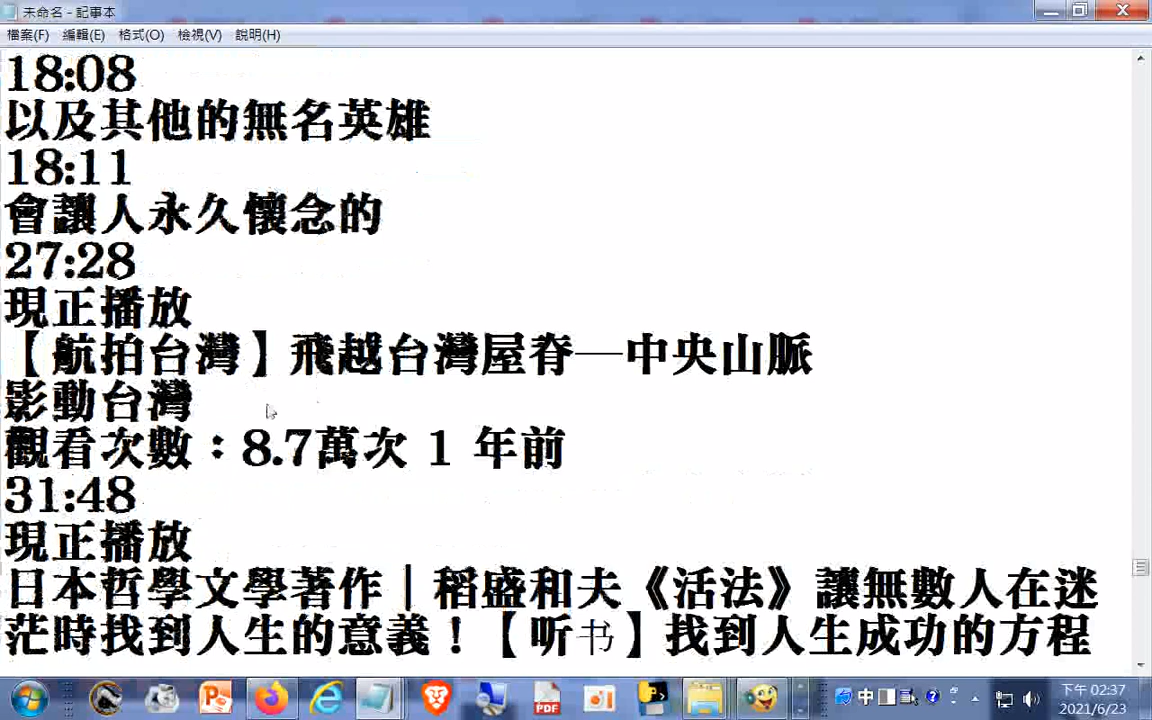 未命名 - 記事本
檔案(F) 編輯(E) 格式(O) 檢視(V) 說明(H)
18:08
以及其他的無名英雄
18:11
會讓人永久懷念的
27:28
現正播放
【航拍台灣】飛越台灣屋脊—中央山脈
影動台灣
觀看次數：8.7萬次 1 年前
31:48
現正播放
日本哲學文學著作｜稻盛和夫《活法》讓無數人在迷
茫時找到人生的意義！【听书】找到人生成功的方程
中
下午 02:37
2021/6/23
PDF